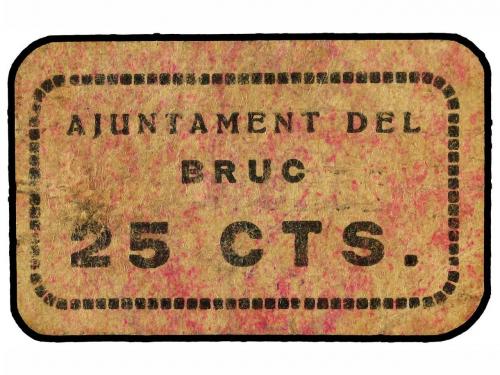 AJUNTAMENT DEL
BRUC
25 CTS.